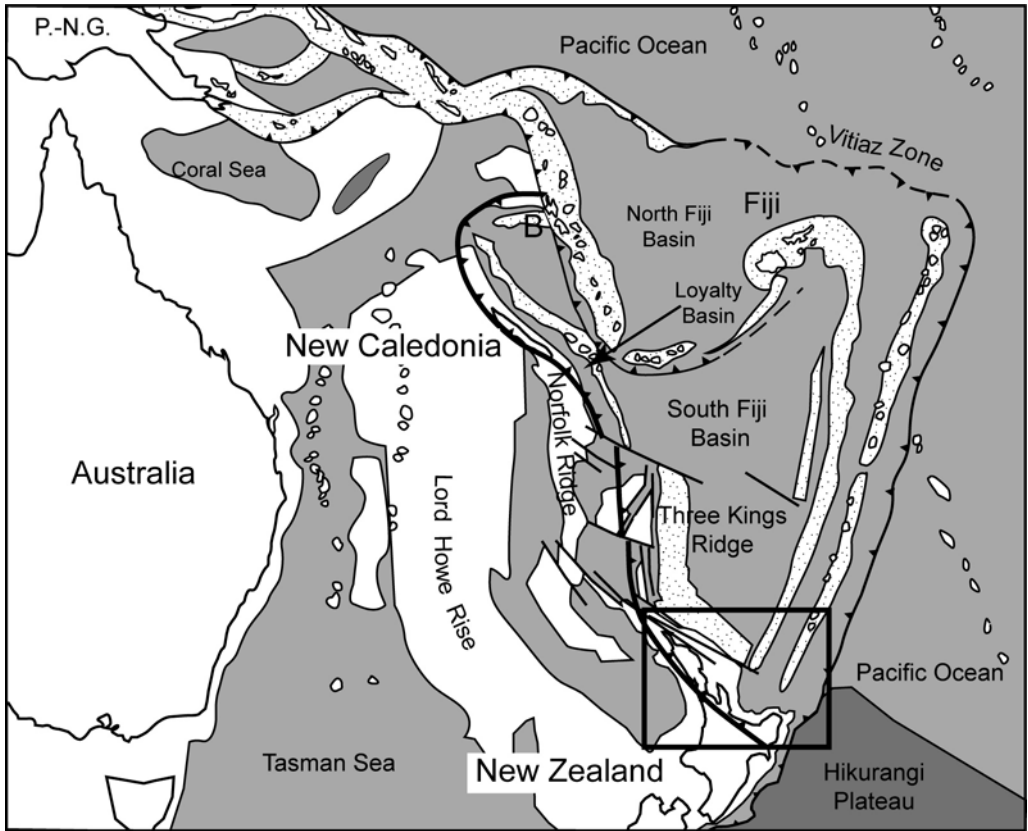 P.-N.G.
Pacific Ocean
Vitiaz Zone
Coral Sea
Fiji
North Fiji
Basin
B
Loyalty
Basin
New Caledonia
Norfolk Ridge
South Fiji
Basin
Australia
Lord Howe Rise
Three Kings
Ridge
Pacific Ocean
Tasman Sea
New Zealand
Hikurangi
Plateau